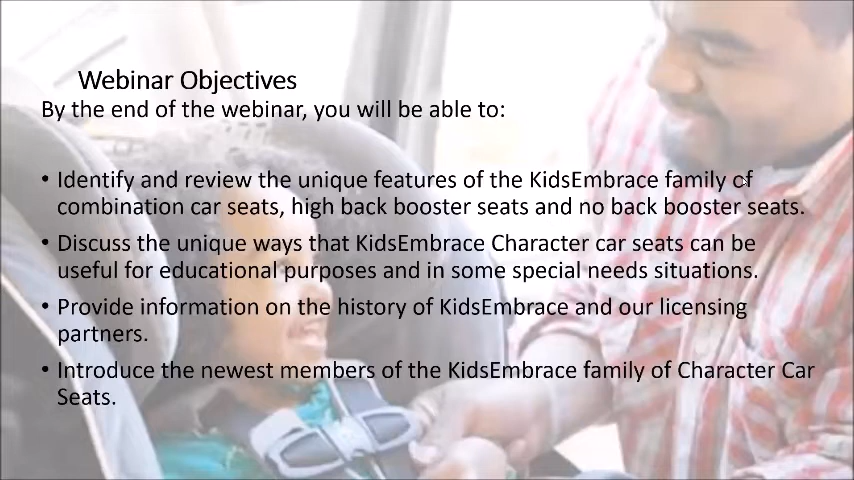 Webinar Objectives
By the end of the webinar, you will be able to:
• Identify and review the unique features of the KidsEmbrace family of
combination car seats, high back booster seats and no back booster seats.
• Discuss the unique ways that KidsEmbrace Character car seats can be
useful for educational purposes and in some special needs situations.
• Provide information on the history of KidsEmbrace and our licensing
partners.
• Introduce the newest members of the KidsEmbrace family of Character Car
Seats.